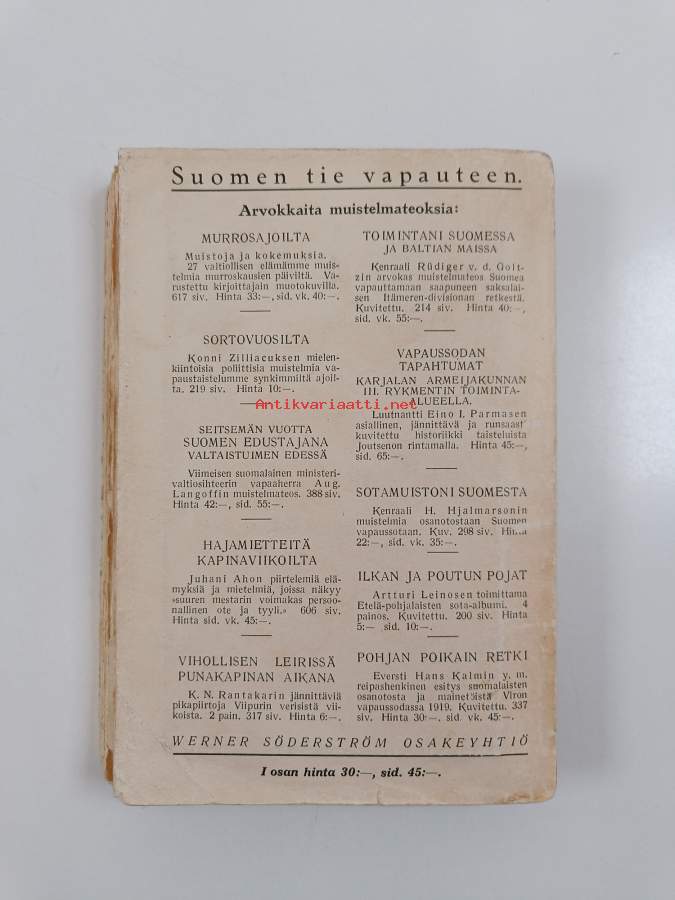 Suomen tie vapauteen.
Arvokkaita muistelmateoksia:
MURROSAJOILTA
Muistoja ja kokemuksia.
27 valtiollisen elämämme muis-
telmia murroskausien päiviltä. Va-
rustettu kirjoittajain muotokuvilla.
617 siv. Hinta 33:—, sid. vk. 40:—.
SORTOVUOSILTA
Konni Zilliacuksen mielen-
kiintoisia poliittisia muistelmia va-
paustaistelumme synkimmiltä ajoil-
ta. 219 siv. Hinta 10:—.
SEITSEMÄN VUOTTA
SUOMEN EDUSTAJANA
VALTAISTUIMEN EDESSÄ
Viimeisen suomalainen ministeri-
valtiosihteerin vapaaherra Aug.
Langoffin muistelmateos. 388 siv.
Hinta 42:—, sid. 55:—.
HAJAMIETTEITÄ
KAPINAVIIKOILTA
Juhani Ahon piirtelemiä elä-
myksiä ja mietelmiä, joissa näkyy
»suuren mestarin voimakas persoo-
nallinen ote ja tyyli.» 606 siv.
Hinta sid. vk. 45:—.
VIHOLLISEN LEIRISSÄ
PUNAKAPINAN AIKANA
K. N. Rantakarin jännittäviä
pikapiirtoja Viipurin verisistä vii-
koista. 2 pain. 317 siv. Hinta 6:—.
TOIMINTANI SUOMESSA
JA BALTIAN MAISSA
Kenraali Rüdiger v. d. Golt-
zin arvokas muistelmateos Suomea
vapauttamaan saapuneen saksalai-
sen Itämeren-divisionan retkestä.
Kuvitettu. 214 siv. Hinta 40:—,
sid. vk. 55:—.
VAPAUSSODAN
TAPAHTUMAT
KARJALAN ARMEIJAKUNNAN
III. RYKMENTIN TOIMINTA-
ALUEELLA.
Luutnantti Eino I. Parmasen
asiallinen, jännittävä ja runsaast
kuvitettu historiikki taisteluista
Joutsenon rintamalla. Hinta 45:—,
sid. 65:—.
SOTAMUISTONI SUOMESTA
Kenraali H. Hjalmarsonin
muistelmia osanotostaan Suomen
vapaussotaan. Kuv. 298 siv.
22:—, sid. vk. 35:—.
ILKAN JA POUTUN POJAT
Artturi Leinosen toimittama
Etelä-pohjalaisten sota-albumi. 4
painos. Kuvitettu. 200 siv. Hinta
5:— sid. 10:—.
POHJAN POIKAIN RETKI
Eversti Hans Kalmin y. m.
reipashenkinen esitys suomalaisten
osanotosta ja mainetöistä Viron
vapaussodassa 1919. Kuvitettu. 337
siv. Hinta 30:—. sid. vk. 45:—.
WERNER SÖDERSTRÖM OSAKEYHTIÖ
I osan hinta 30:—, sid. 45:—.
Antikvariaatti.net